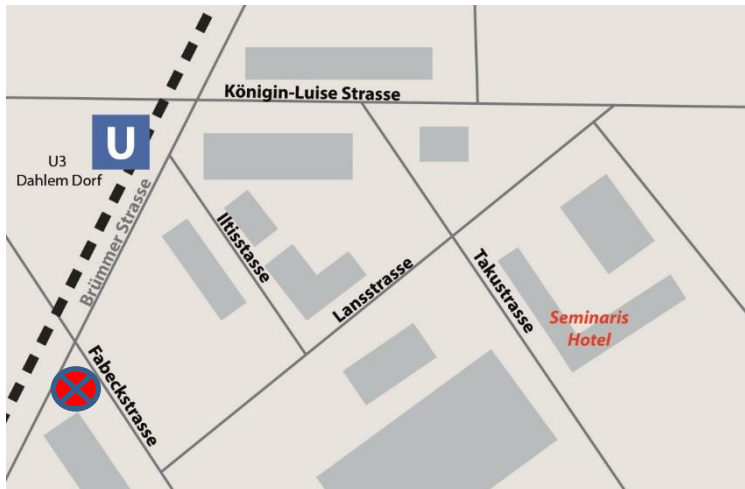 Königin-Luise Strasse
U
U3
Dahlem Dorf
Brümmer Strasse
Iltisstasse
Lansstrasse
Takustrasse
Seminaris
Hotel
Fabeckstrasse